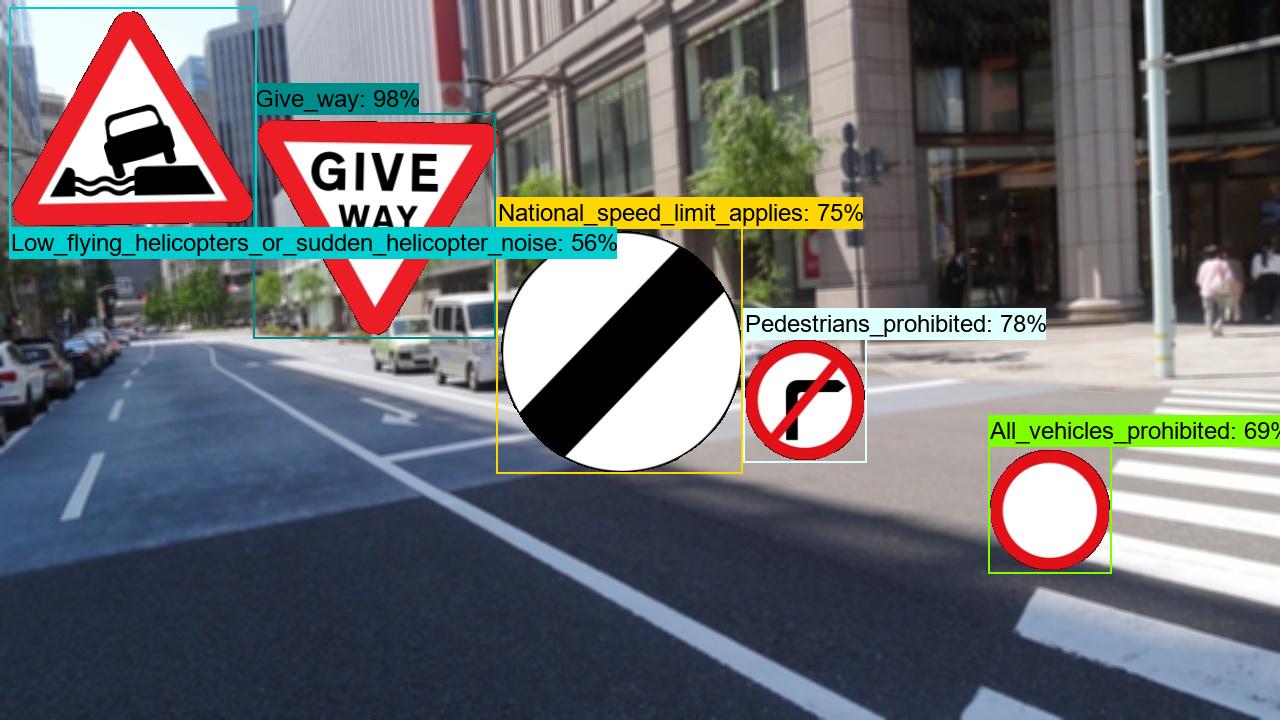 Give_way: 98%
GIVE
WAY
National_speed_limit_applies: 75%
Low_flying_helicopters_or_sudden_helicopter_noise: 56%
Pedestrians_prohibited: 78%
All_vehicles_prohibited: 69%